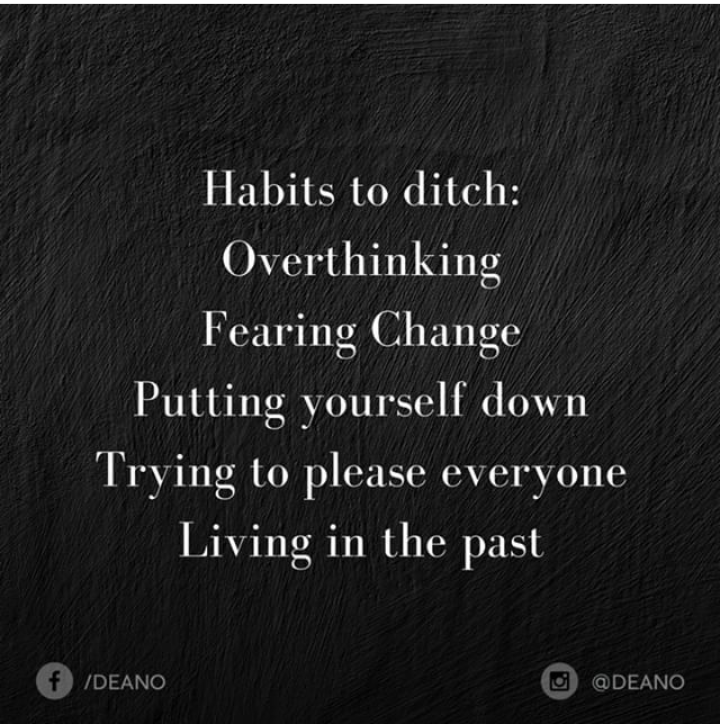 Habits to ditch:
Overthinking
Fearing Change
Putting yourself down
Trying to please everyone
Living in the past
/DEANO
@DEANO